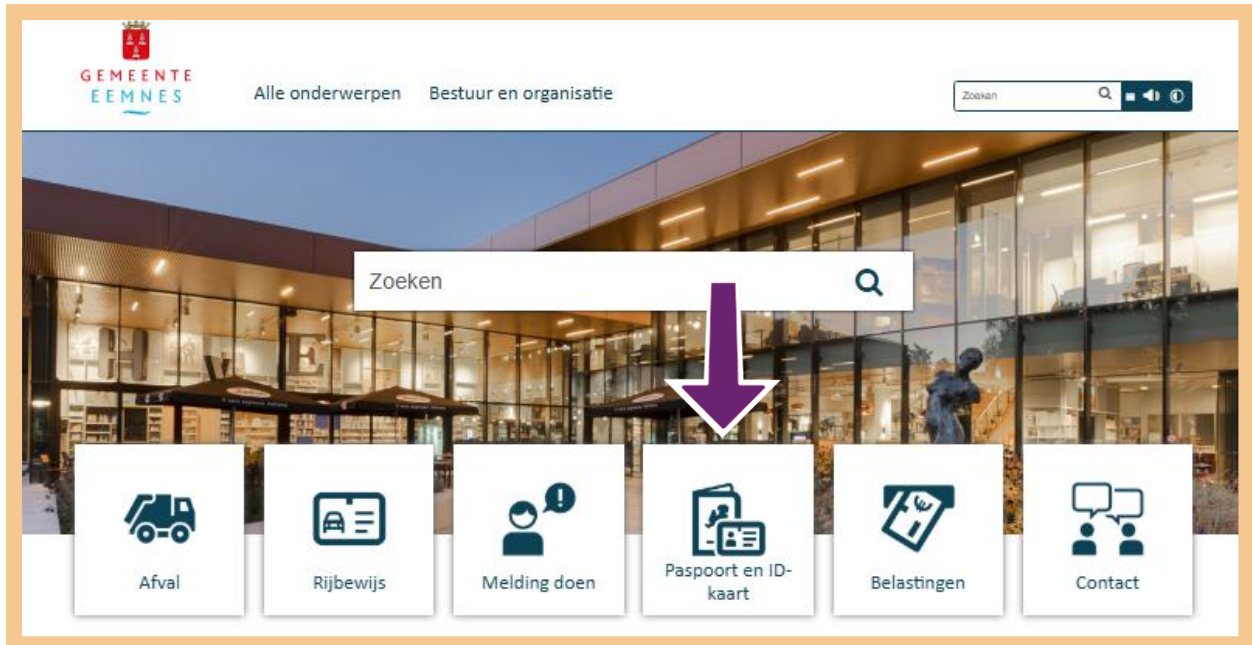 GEMEENTE
EEMNES
Alle onderwerpen
Bestuur en organisatie
Zoeken
Zoeken
H v E
Afval
Rijbewijs
Melding doen
Paspoort en ID-
kaart
Belastingen
Contact